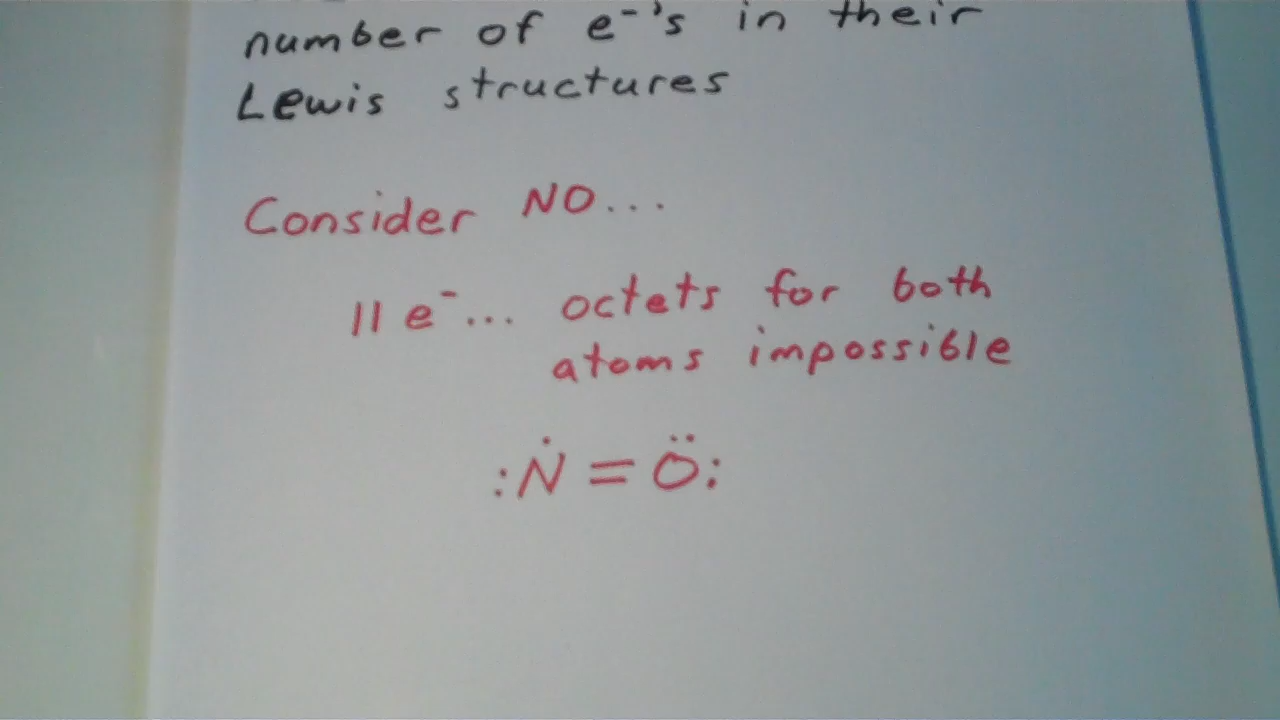 number of e⁻'s in their
Lewis structures
Consider NO...
11 e⁻... octets for both
atoms impossible
:Ṅ = Ö: